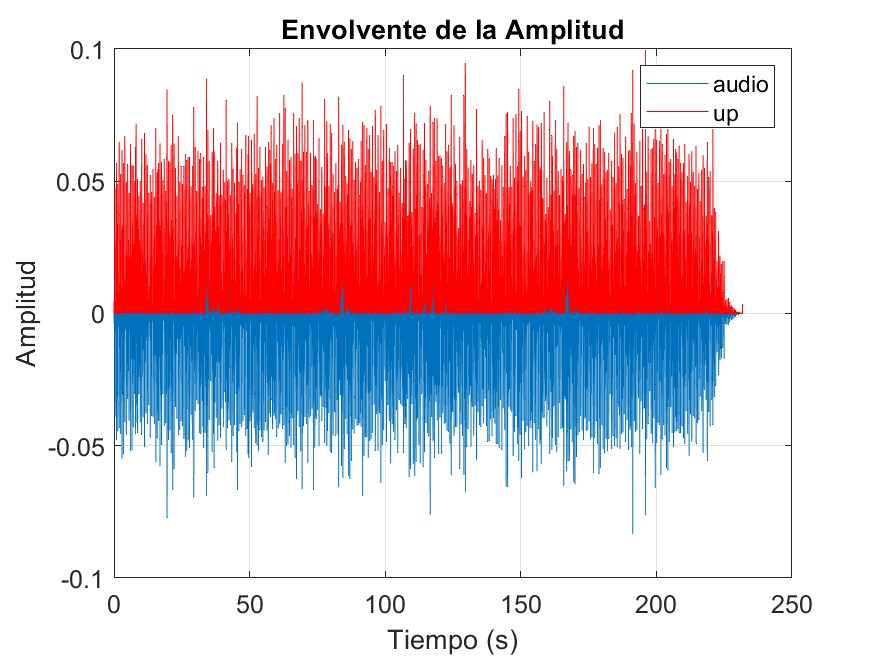 Envolvente de la Amplitud
0.1
audio
up
0.05
Amplitud
0
-0.05
-0.1
0 50 100 150 200 250
Tiempo (s)